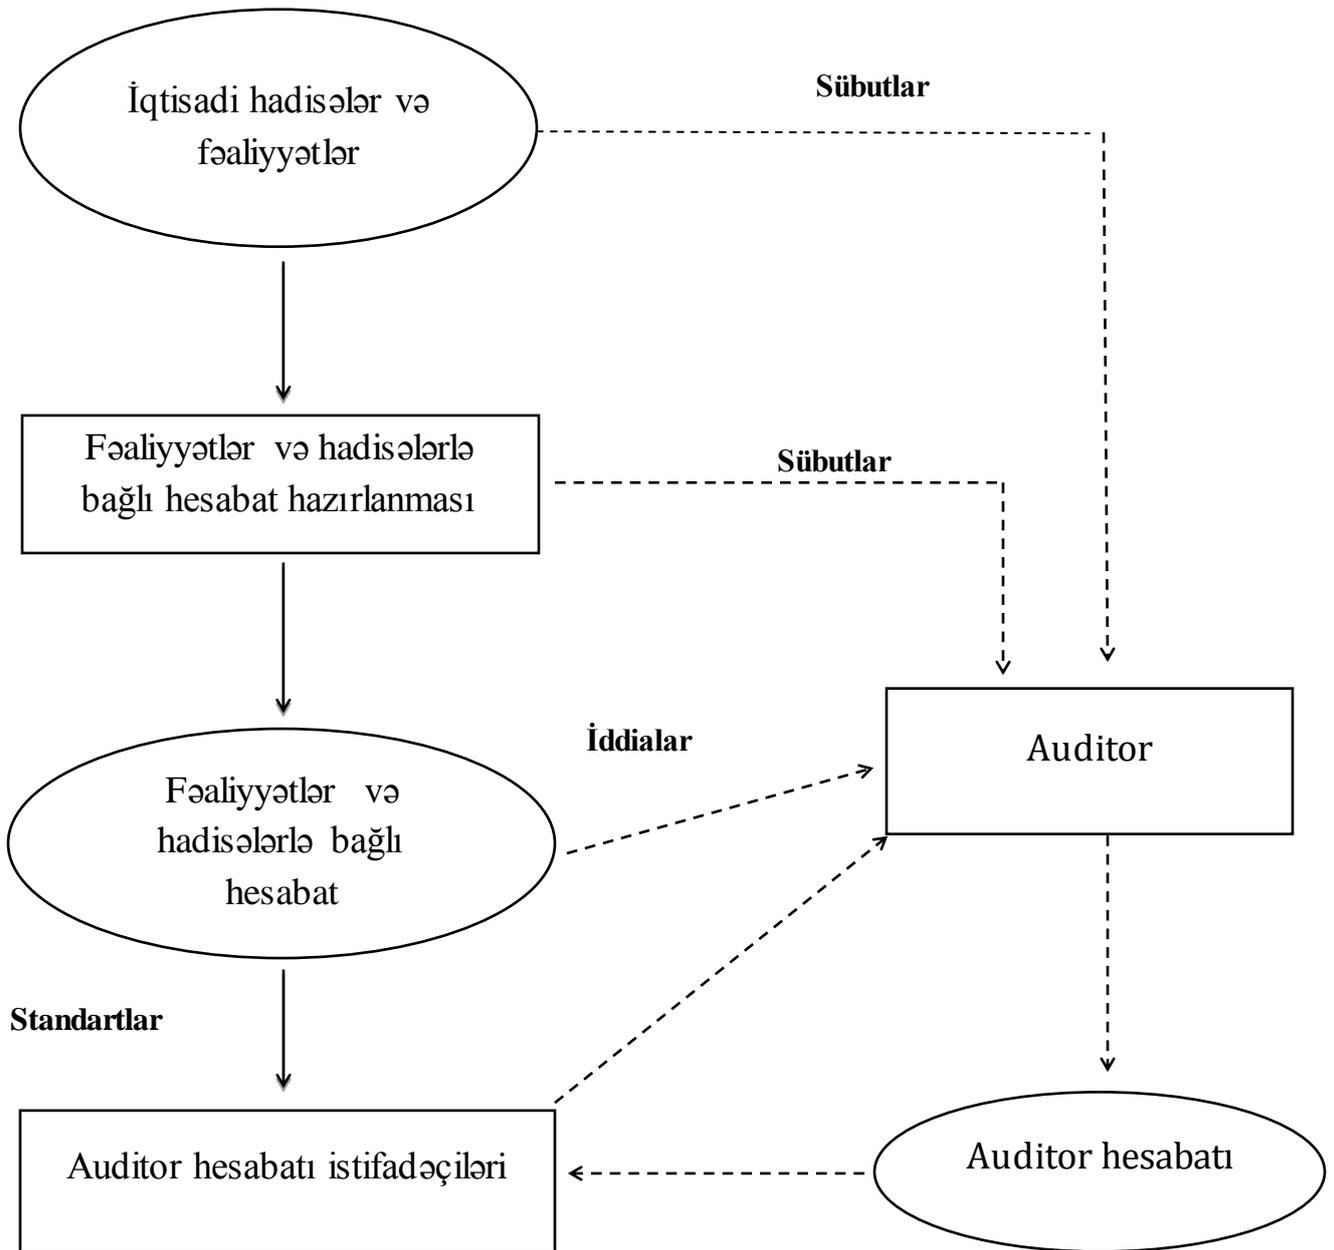 İqtisadi hadisələr və
fəaliyyətlər
Sübutlar
Fəaliyyətlər və hadisələrlə
bağlı hesabat hazırlanması
Sübutlar
İddialar
Auditor
Fəaliyyətlər və
hadisələrlə bağlı
hesabat
Standartlar
Auditor hesabatı istifadəçiləri
Auditor hesabatı